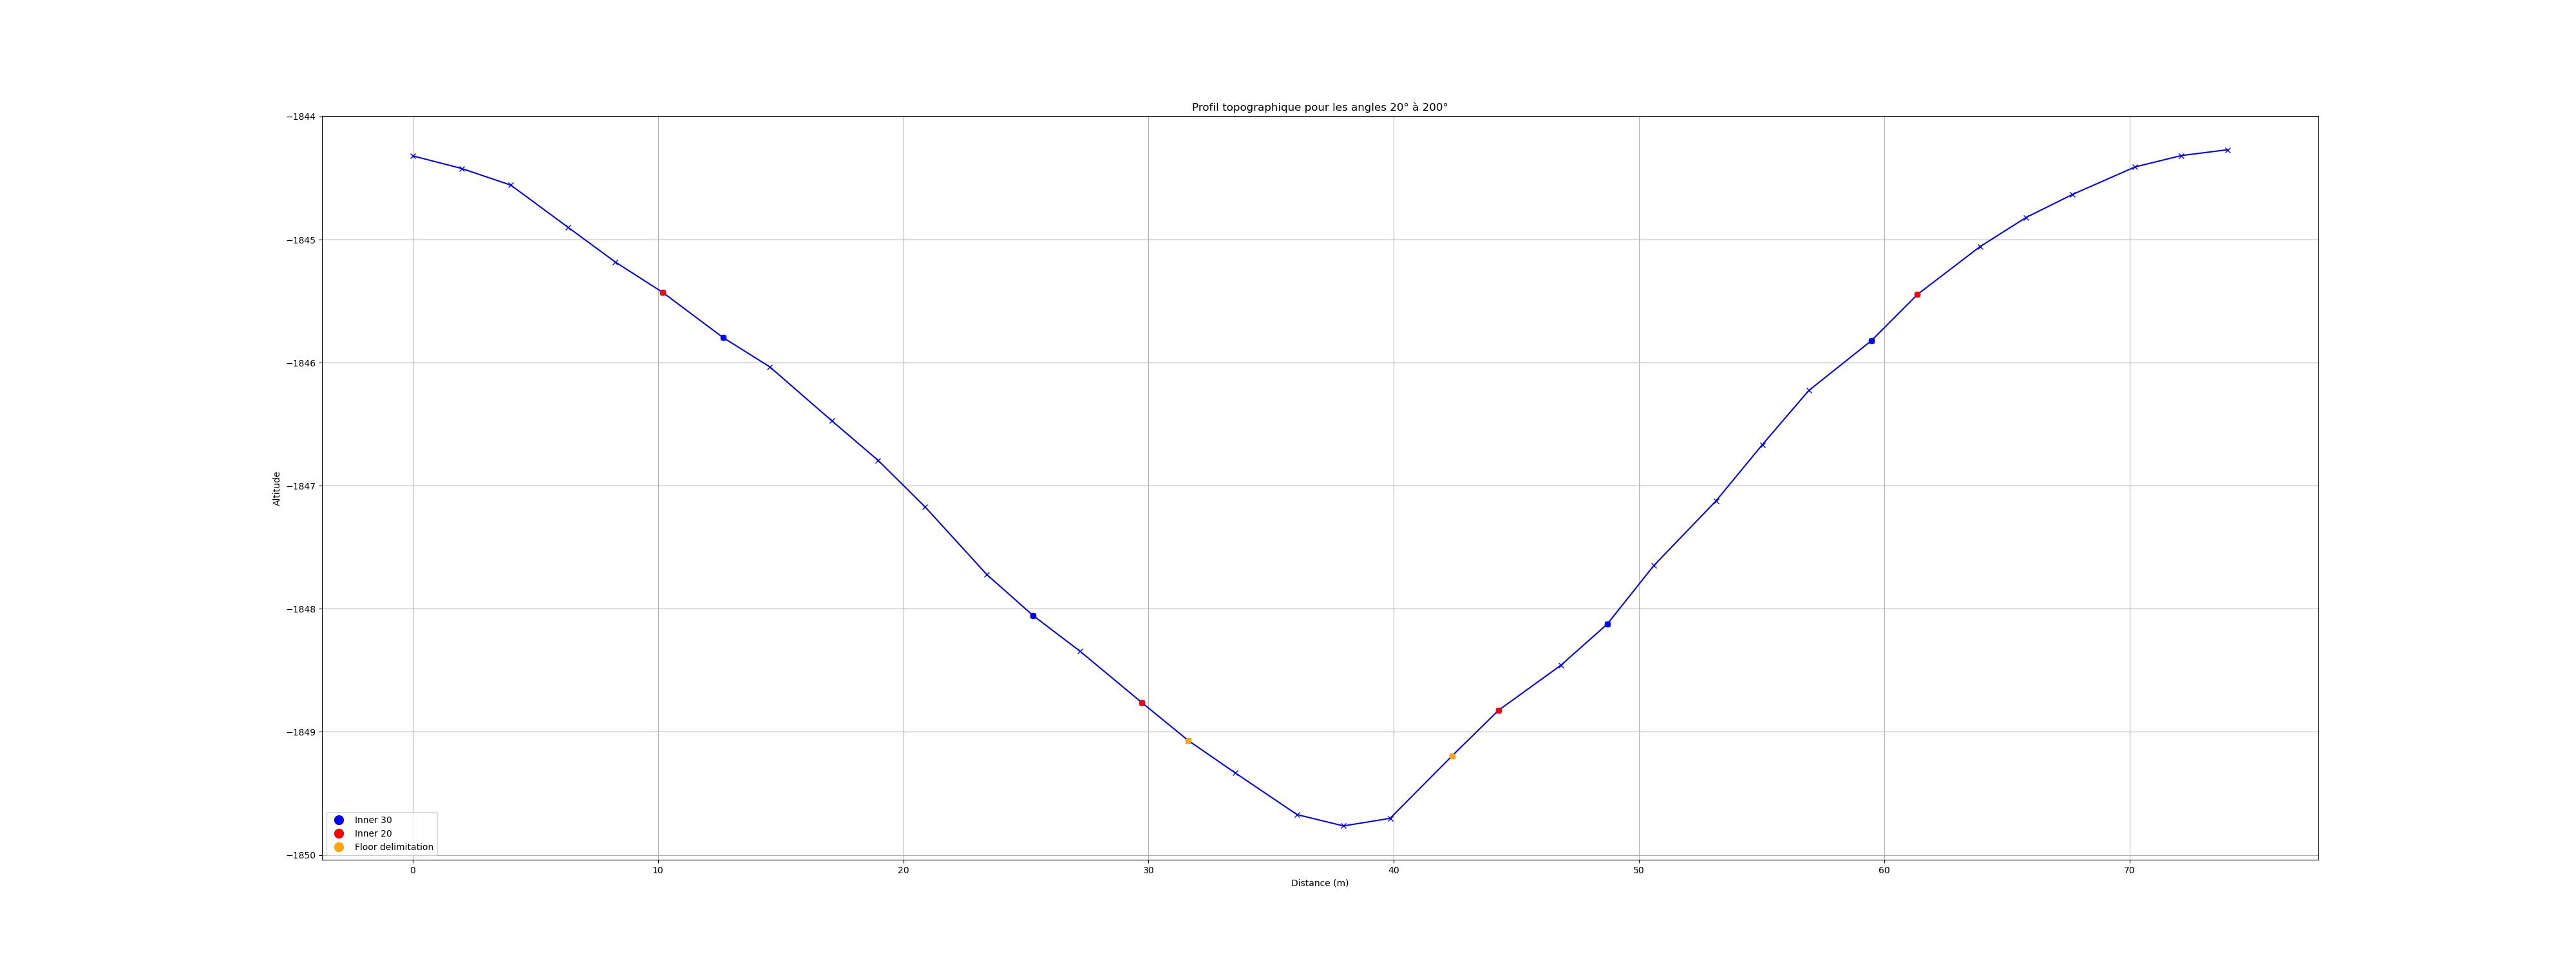 Profil topographique pour les angles 20° à 200°
Altitude
−1844
−1845
−1846
−1847
−1848
−1849
−1850
Inner 30
Inner 20
Floor delimitation
0 10 20 30 40 50 60 70
Distance (m)